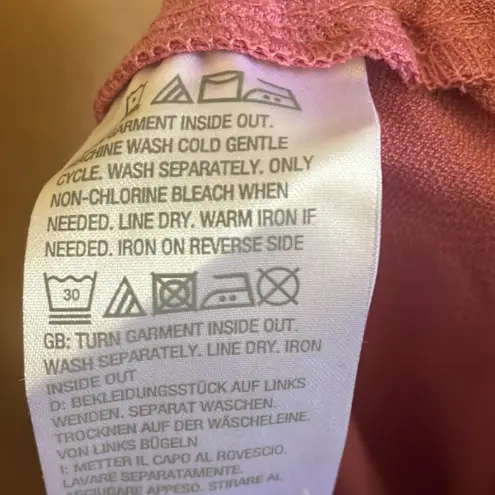 GARMENT INSIDE OUT.
MACHINE WASH COLD GENTLE
CYCLE. WASH SEPARATELY. ONLY
NON-CHLORINE BLEACH WHEN
NEEDED. LINE DRY. WARM IRON IF
NEEDED. IRON ON REVERSE SIDE
30
GB: TURN GARMENT INSIDE OUT.
WASH SEPARATELY. LINE DRY. IRON
INSIDE OUT
D: BEKLEIDUNGSSTÜCK AUF LINKS
WENDEN. SEPARAT WASCHEN.
TROCKNEN AUF DER WÄSCHELEINE.
VON LINKS BÜGELN
I: METTERE IL CAPO AL ROVESCIO.
LAVARE SEPARATAMENTE.
ASCIUGARE APPESO. STIRARE AL